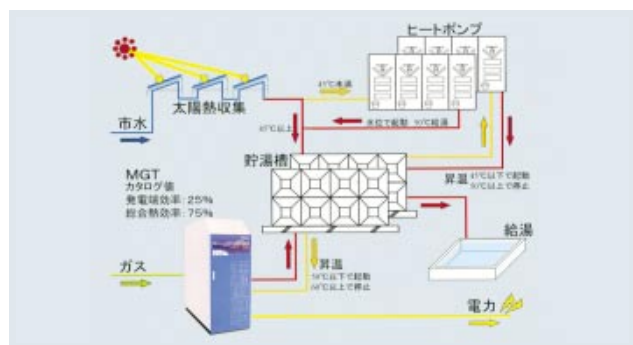 ヒートポンプ
太陽熱収集
市水
貯湯槽
MGT
カタログ値
発電端効率：25%
総合熱効率：75%
昇温
給湯
ガス
昇温
電力